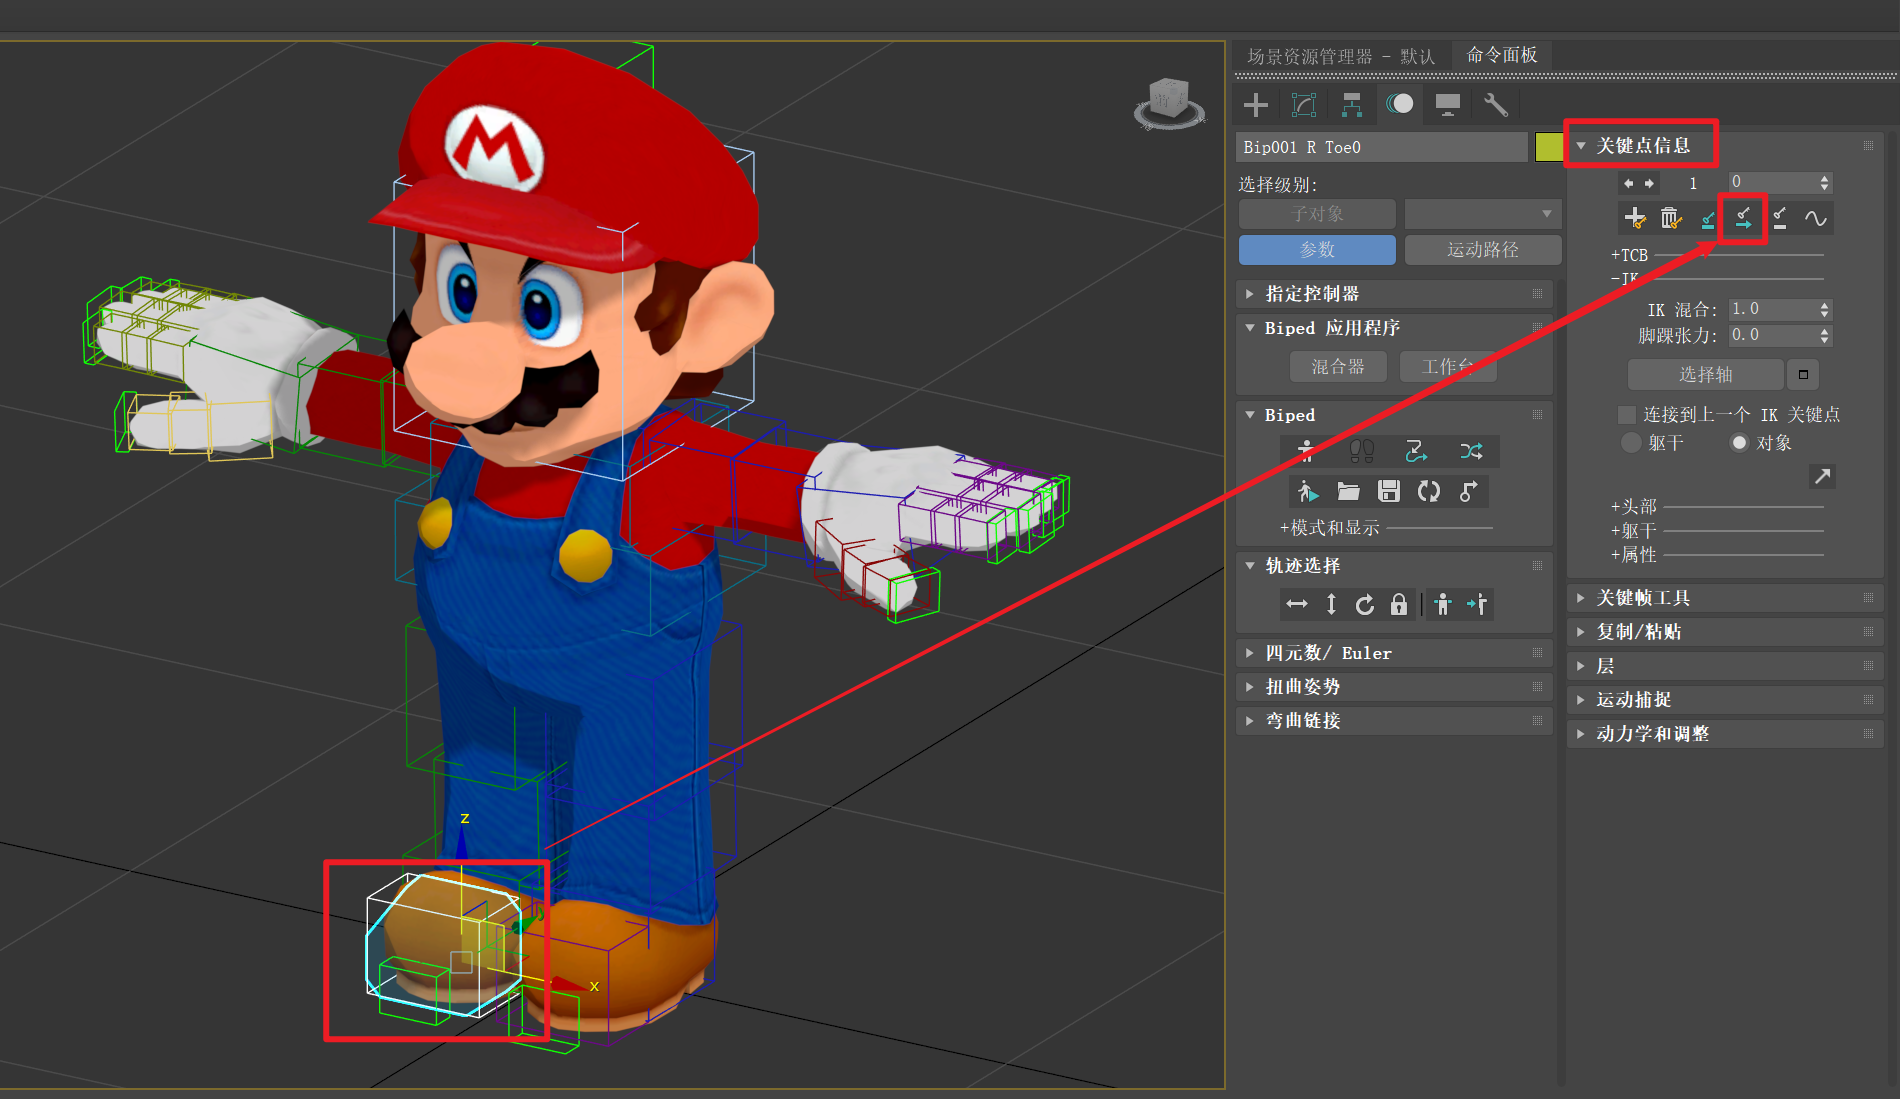 场景资源管理器 - 默认
命令面板
Bip001 R Toe0
选择级别:
子对象
参数
运动路径
指定控制器
Biped 应用程序
混合器
工作台
Biped
+模式和显示
轨迹选择
四元数/ Euler
扭曲姿势
弯曲链接
关键点信息
1
0
+TCB
-IK
IK 混合: 1.0
脚踝张力: 0.0
选择轴
连接到上一个 IK 关键点
躯干
对象
+头部
+躯干
+属性
关键帧工具
复制/粘贴
层
运动捕捉
动力学和调整
M
z
x